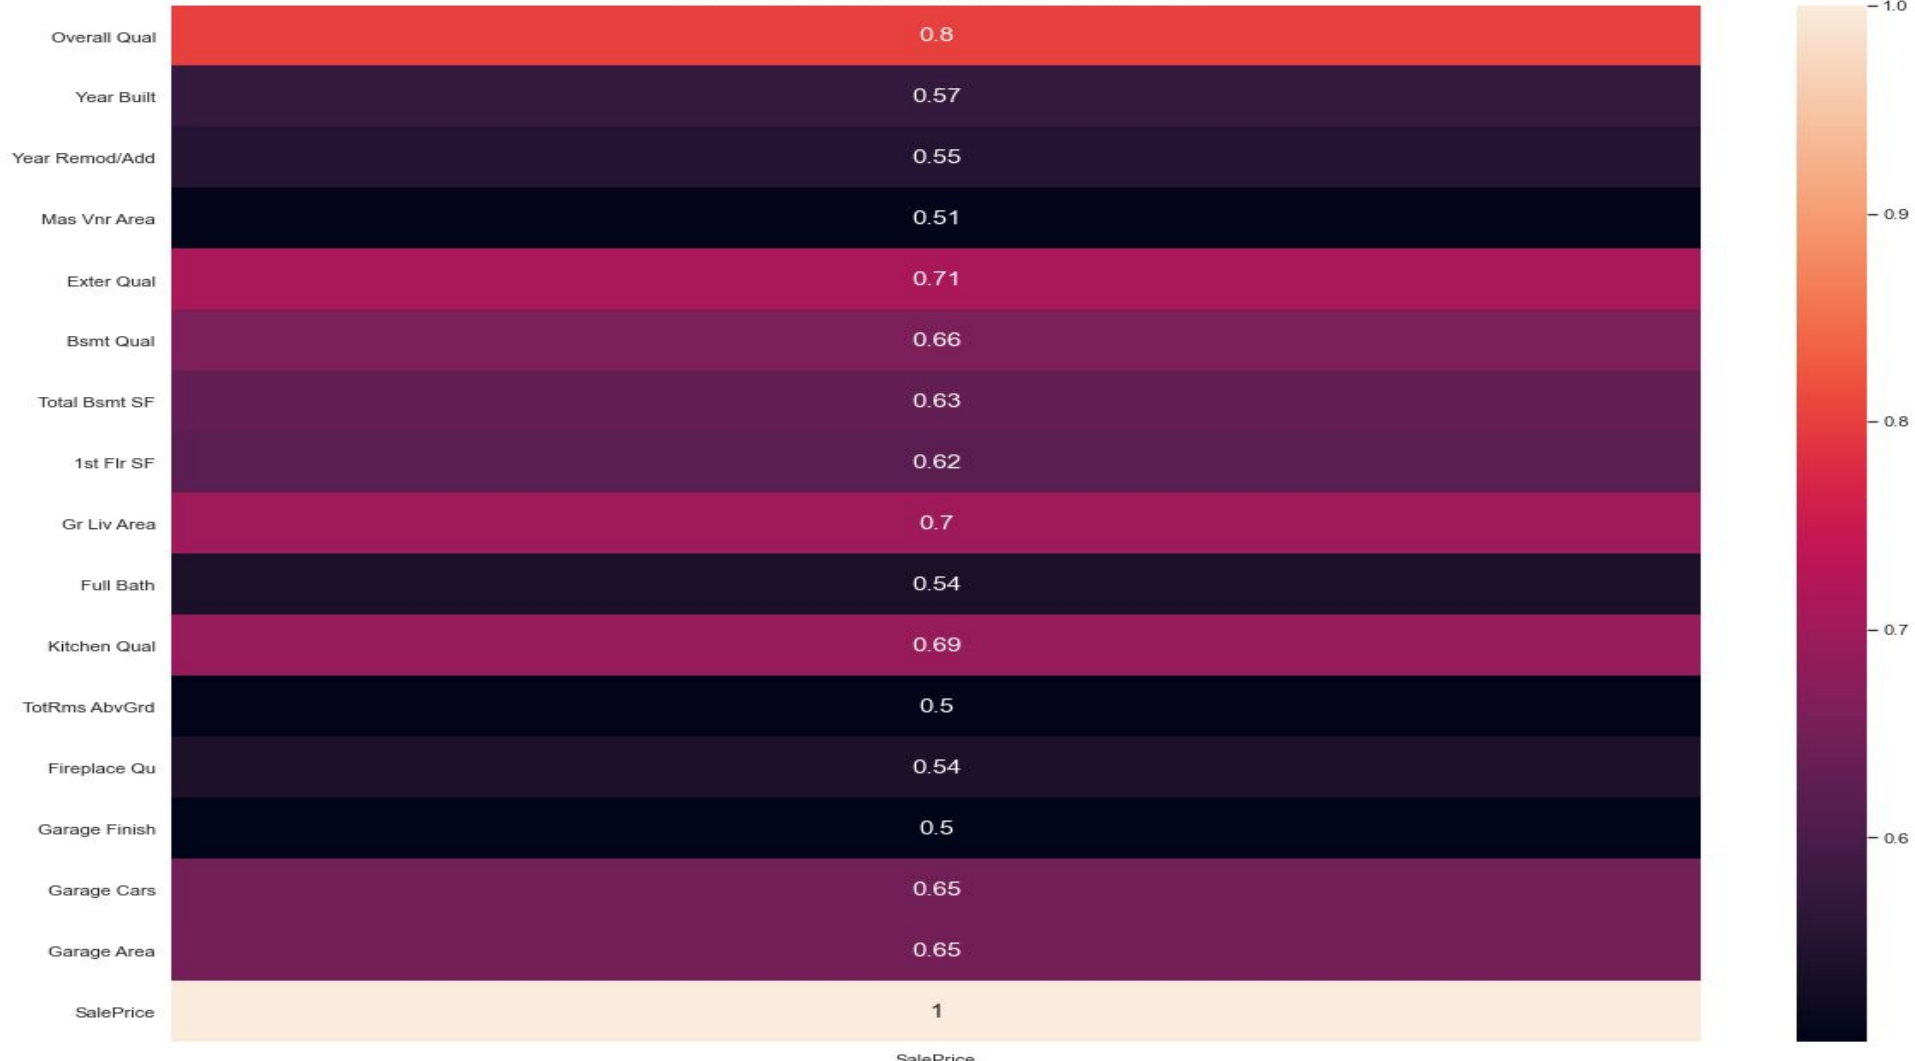 Overall Qual 0.8
Year Built 0.57
Year Remod/Add 0.55
Mas Vnr Area 0.51
Exter Qual 0.71
Bsmt Qual 0.66
Total Bsmt SF 0.63
1st Flr SF 0.62
Gr Liv Area 0.7
Full Bath 0.54
Kitchen Qual 0.69
TotRms AbvGrd 0.5
Fireplace Qu 0.54
Garage Finish 0.5
Garage Cars 0.65
Garage Area 0.65
SalePrice 1
SalePrice
1.0
0.9
0.8
0.7
0.6